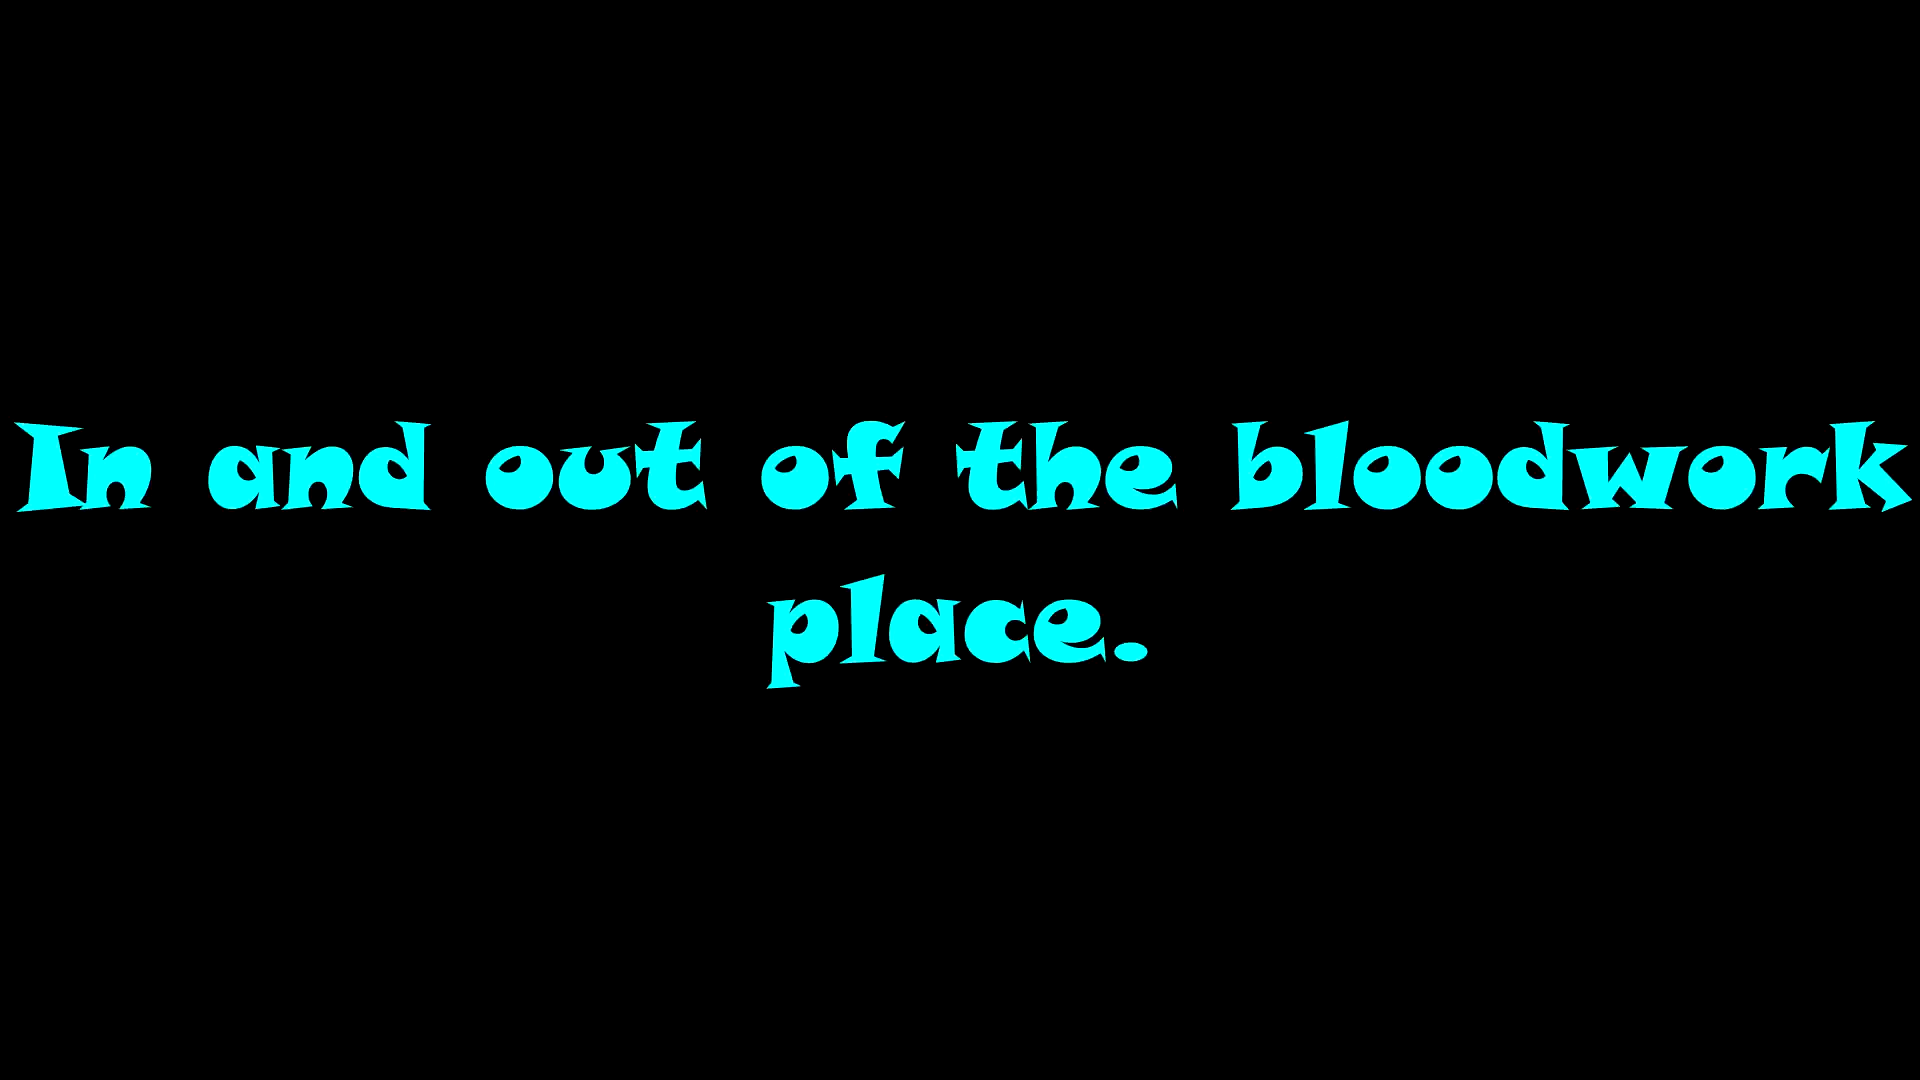 In and out of the bloodwork
place.